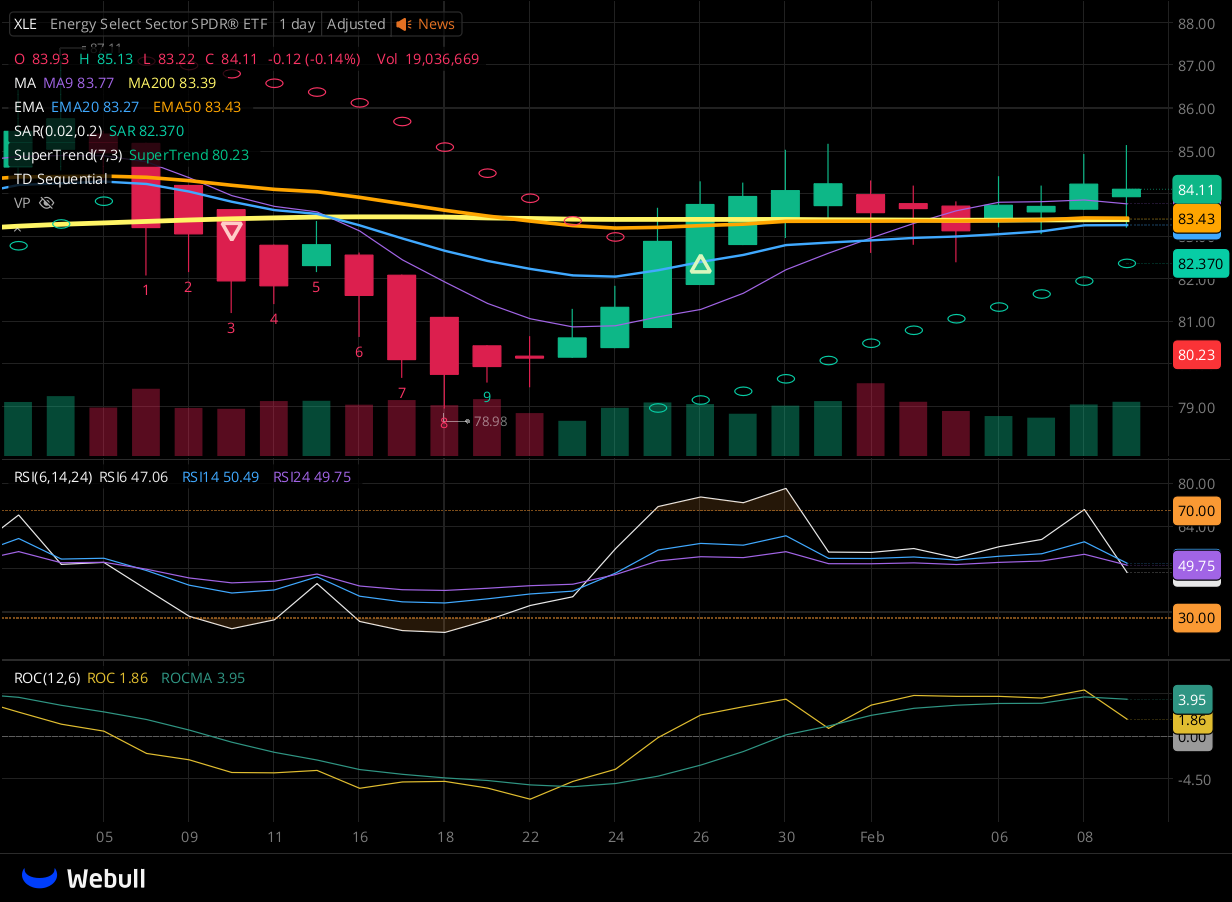 XLE Energy Select Sector SPDR® ETF 1 day Adjusted News
87.11
O 83.93 H 85.13 L 83.22 C 84.11 -0.12 (-0.14%) Vol 19,036,669
MA MA9 83.77 MA200 83.39
EMA EMA20 83.27 EMA50 83.43
SAR(0.02,0.2) SAR 82.370
SuperTrend(7,3) SuperTrend 80.23
TD Sequential
VP
88.00
87.00
86.00
85.00
84.11
83.43
82.370
82.00
81.00
80.23
79.00
1
2
3
4
5
6
7
8
9
78.98
RSI(6,14,24) RSI6 47.06 RSI14 50.49 RSI24 49.75
80.00
70.00
64.00
49.75
30.00
ROC(12,6) ROC 1.86 ROCMA 3.95
3.95
1.86
0.00
-4.50
05 09 11 16 18 22 24 26 30 Feb 06 08
Webull